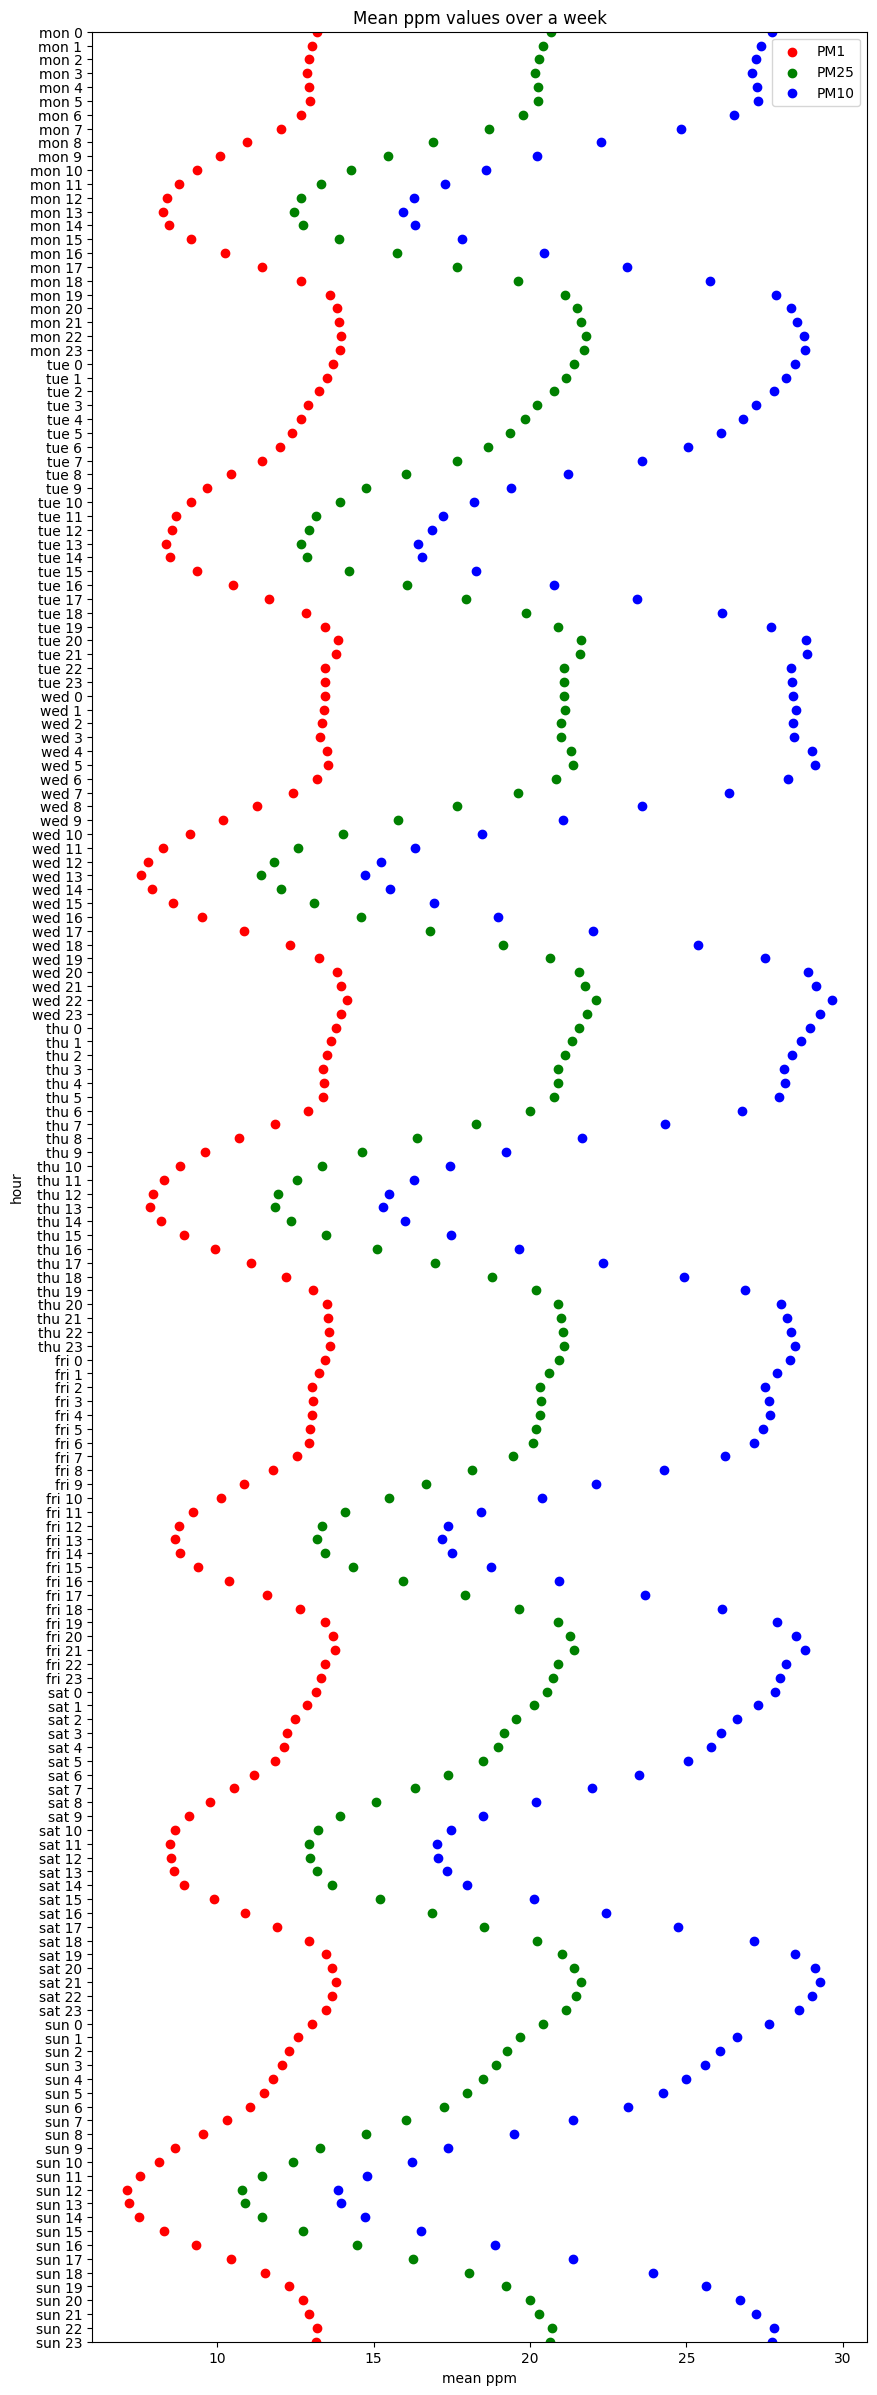 Mean ppm values over a week
PM1
PM25
PM10
mon 0
mon 1
mon 2
mon 3
mon 4
mon 5
mon 6
mon 7
mon 8
mon 9
mon 10
mon 11
mon 12
mon 13
mon 14
mon 15
mon 16
mon 17
mon 18
mon 19
mon 20
mon 21
mon 22
mon 23
tue 0
tue 1
tue 2
tue 3
tue 4
tue 5
tue 6
tue 7
tue 8
tue 9
tue 10
tue 11
tue 12
tue 13
tue 14
tue 15
tue 16
tue 17
tue 18
tue 19
tue 20
tue 21
tue 22
tue 23
wed 0
wed 1
wed 2
wed 3
wed 4
wed 5
wed 6
wed 7
wed 8
wed 9
wed 10
wed 11
wed 12
wed 13
wed 14
wed 15
wed 16
wed 17
wed 18
wed 19
wed 20
wed 21
wed 22
wed 23
thu 0
thu 1
thu 2
thu 3
thu 4
thu 5
thu 6
thu 7
thu 8
thu 9
thu 10
thu 11
thu 12
thu 13
thu 14
thu 15
thu 16
thu 17
thu 18
thu 19
thu 20
thu 21
thu 22
thu 23
fri 0
fri 1
fri 2
fri 3
fri 4
fri 5
fri 6
fri 7
fri 8
fri 9
fri 10
fri 11
fri 12
fri 13
fri 14
fri 15
fri 16
fri 17
fri 18
fri 19
fri 20
fri 21
fri 22
fri 23
sat 0
sat 1
sat 2
sat 3
sat 4
sat 5
sat 6
sat 7
sat 8
sat 9
sat 10
sat 11
sat 12
sat 13
sat 14
sat 15
sat 16
sat 17
sat 18
sat 19
sat 20
sat 21
sat 22
sat 23
sun 0
sun 1
sun 2
sun 3
sun 4
sun 5
sun 6
sun 7
sun 8
sun 9
sun 10
sun 11
sun 12
sun 13
sun 14
sun 15
sun 16
sun 17
sun 18
sun 19
sun 20
sun 21
sun 22
sun 23
hour
10 15 20 25 30
mean ppm